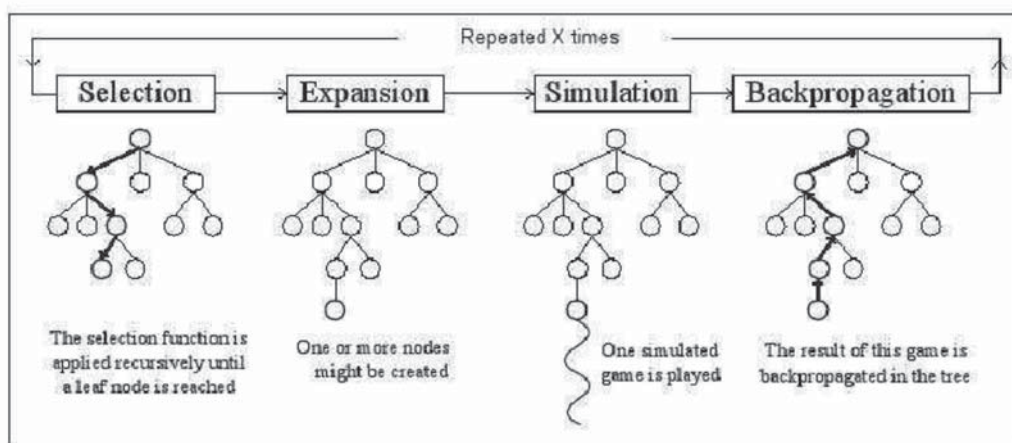 Repeated X times
Selection
Expansion
Simulation
Backpropagation
The selection function is
applied recursively until
a leaf node is reached
One or more nodes
might be created
One simulated
game is played
The result of this game is
backpropagated in the tree